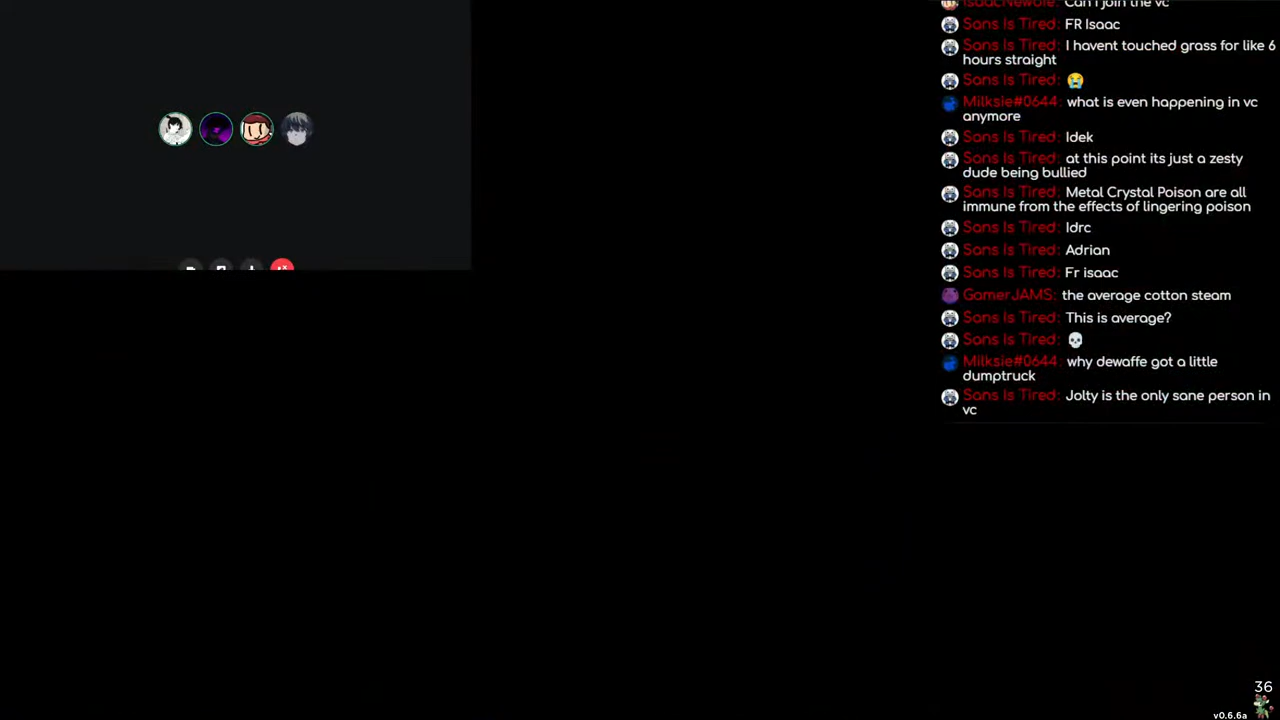 IsaacNewole: Can I join the vc
Sans Is Tired: FR Isaac
Sans Is Tired: I havent touched grass for like 6
hours straight
Sans Is Tired: 😭
Milksie#0644: what is even happening in vc
anymore
Sans Is Tired: Idek
Sans Is Tired: at this point its just a zesty
dude being bullied
Sans Is Tired: Metal Crystal Poison are all
immune from the effects of lingering poison
Sans Is Tired: Idrc
Sans Is Tired: Adrian
Sans Is Tired: Fr isaac
GamerJAMS: the average cotton steam
Sans Is Tired: This is average?
Sans Is Tired: 💀
Milksie#0644: why dewaffe got a little
dumptruck
Sans Is Tired: Jolty is the only sane person in
vc
36
v0.6.6a